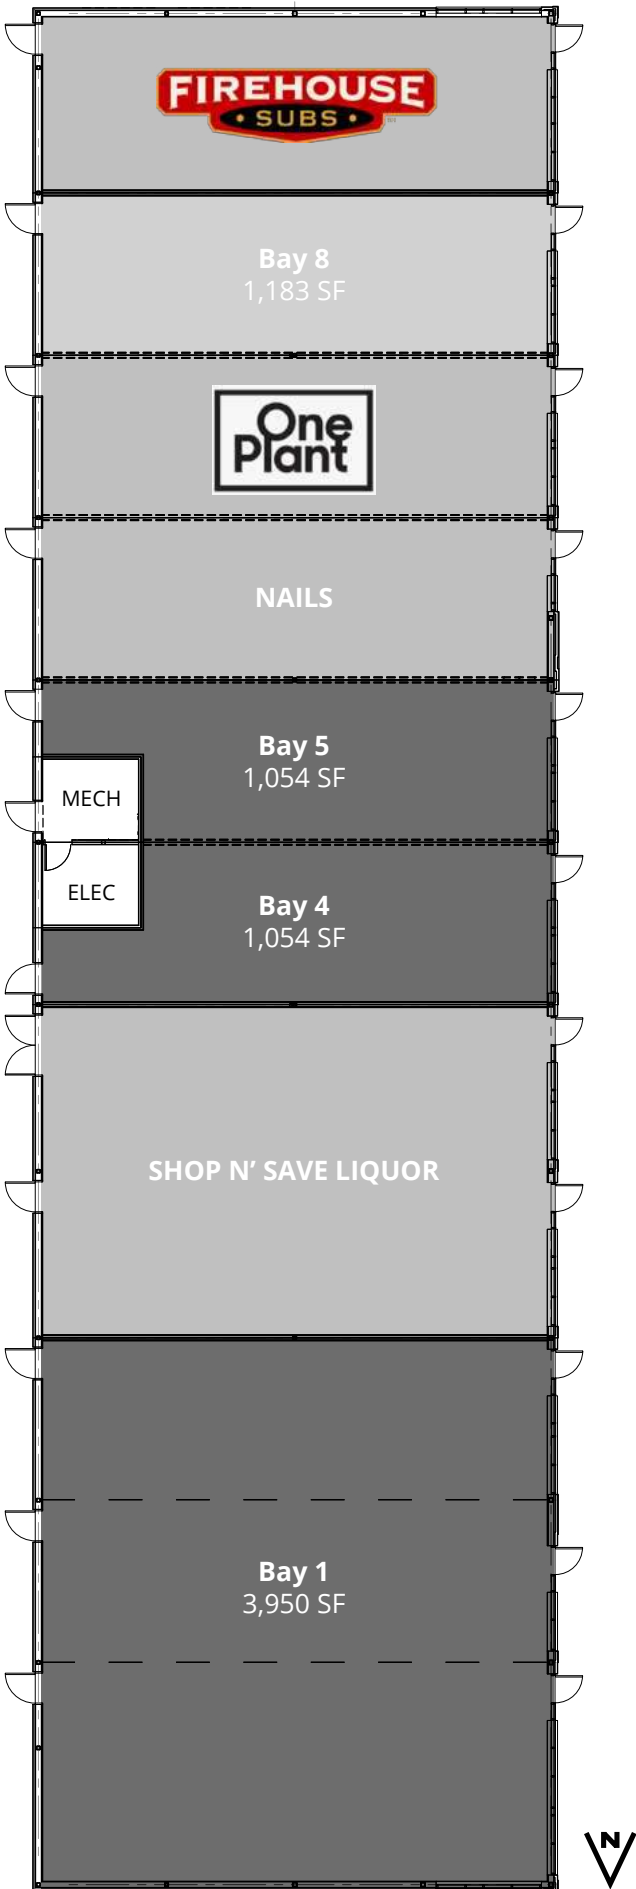 FIREHOUSE
• SUBS •
Bay 8
1,183 SF
One
Plant
NAILS
Bay 5
1,054 SF
MECH
ELEC
Bay 4
1,054 SF
SHOP N’ SAVE LIQUOR
Bay 1
3,950 SF
N